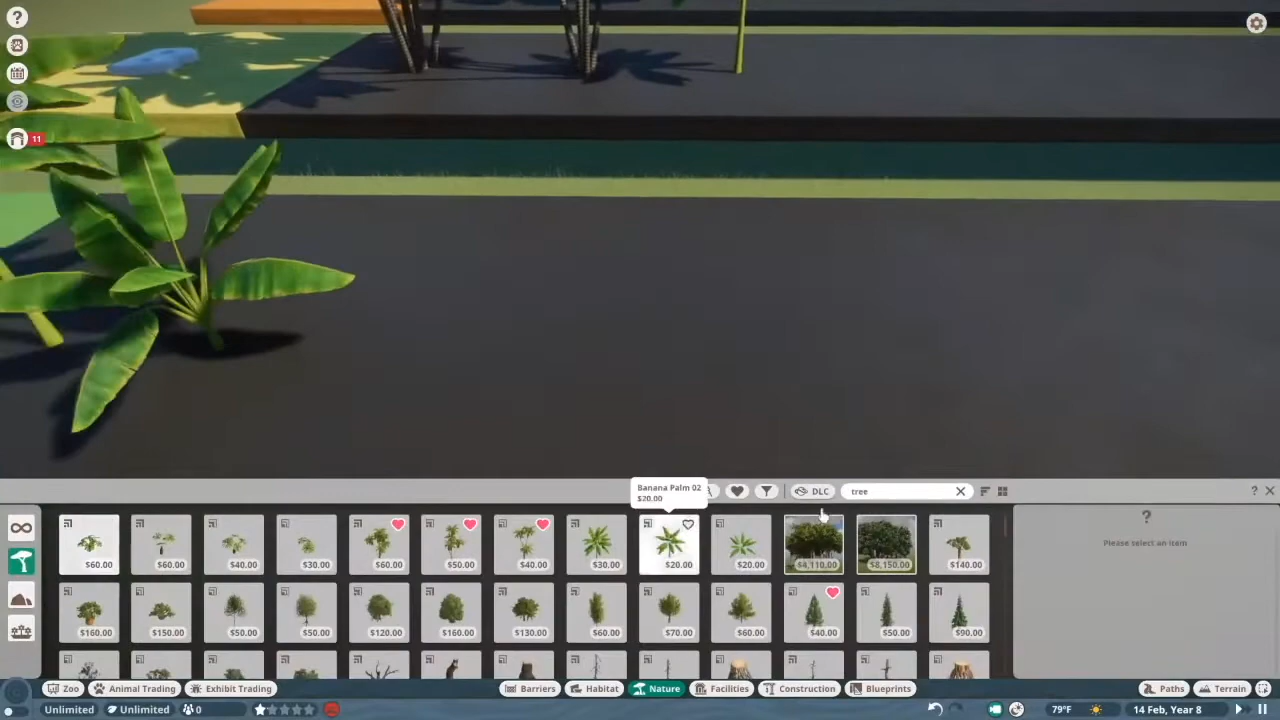 ?
11
Banana Palm 02
$20.00
DLC
tree
?
$60.00
$60.00
$40.00
$30.00
$60.00
$50.00
$40.00
$30.00
$20.00
$20.00
$4,110.00
$8,150.00
$140.00
?
Please select an item
$160.00
$150.00
$50.00
$50.00
$120.00
$160.00
$130.00
$60.00
$70.00
$60.00
$40.00
$50.00
$90.00
Zoo
Animal Trading
Exhibit Trading
Barriers
Habitat
Nature
Facilities
Construction
Blueprints
Paths
Terrain
Unlimited
Unlimited
0
79°F
14 Feb, Year 8